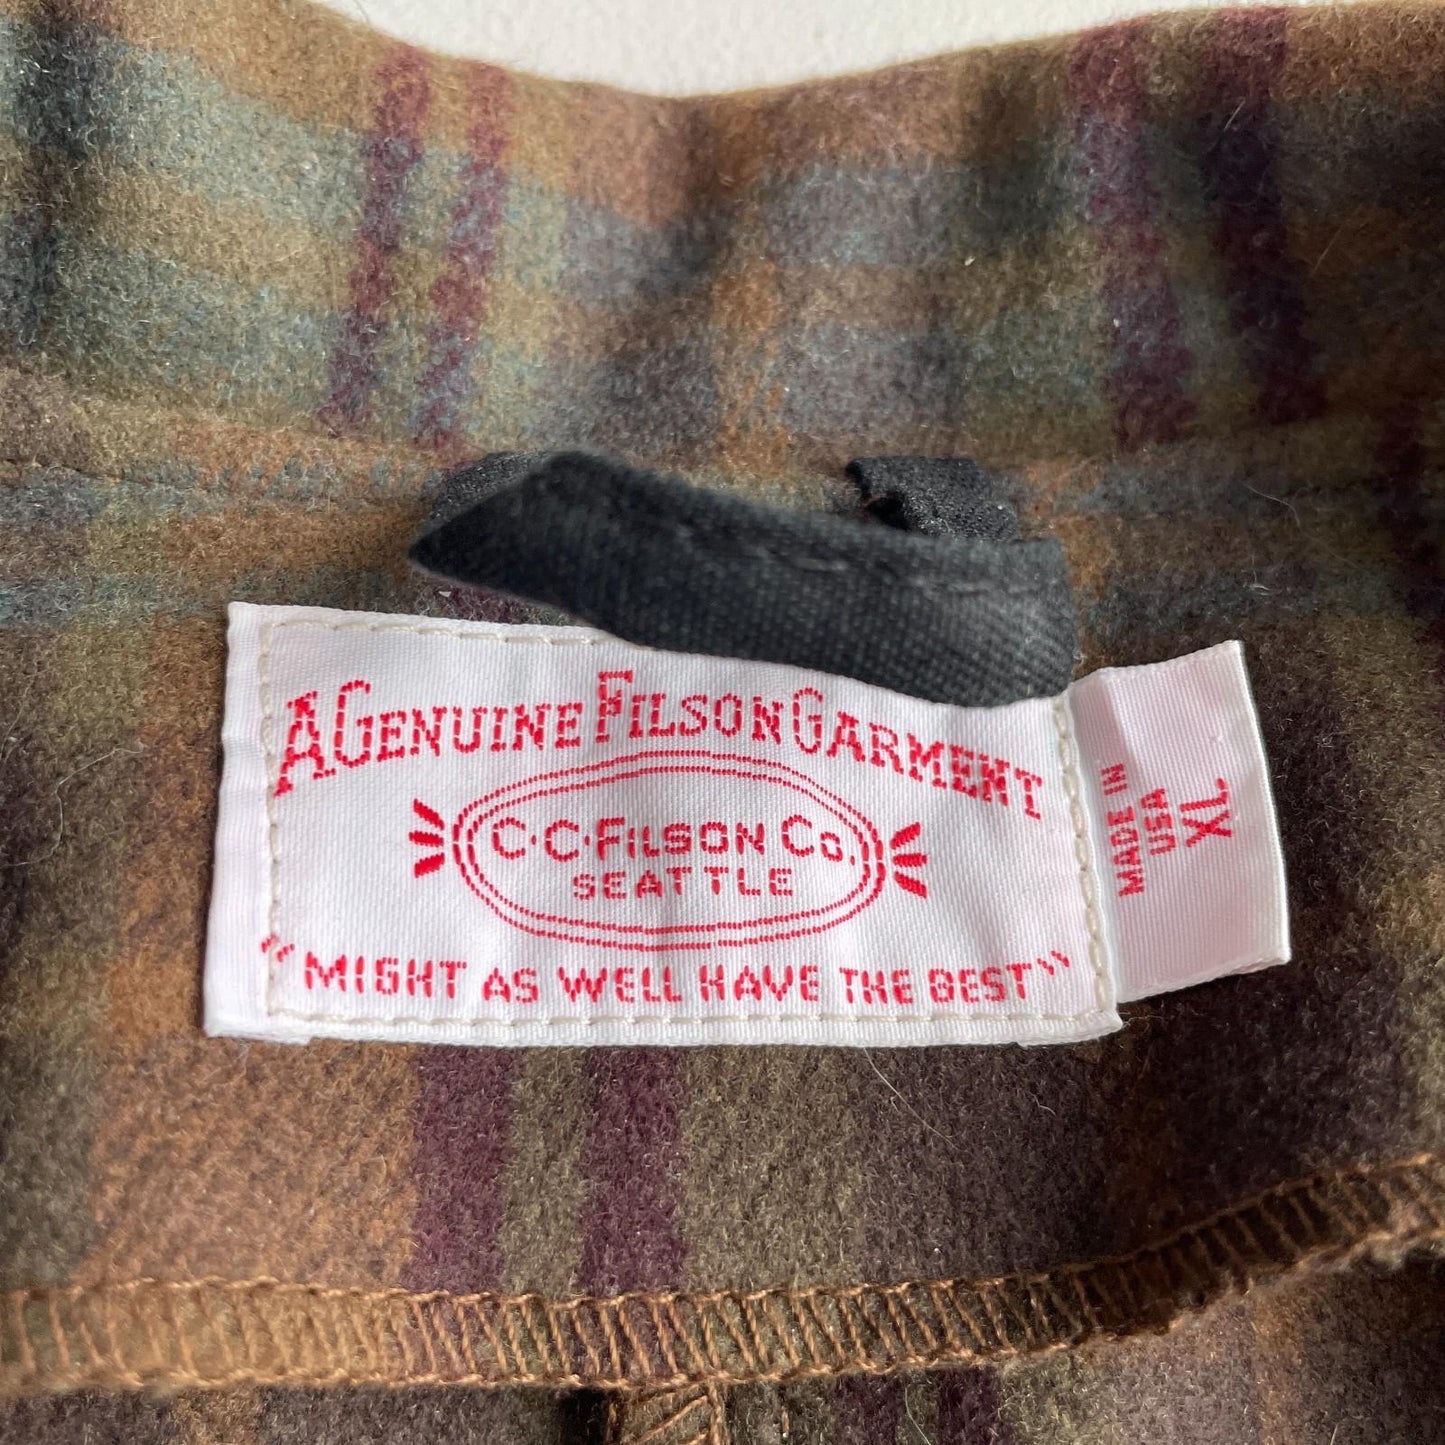 A GENUINE FILSON GARMENT
C·C·FILSON CO.
SEATTLE
"MIGHT AS WELL HAVE THE BEST"
MADE IN
USA
XL